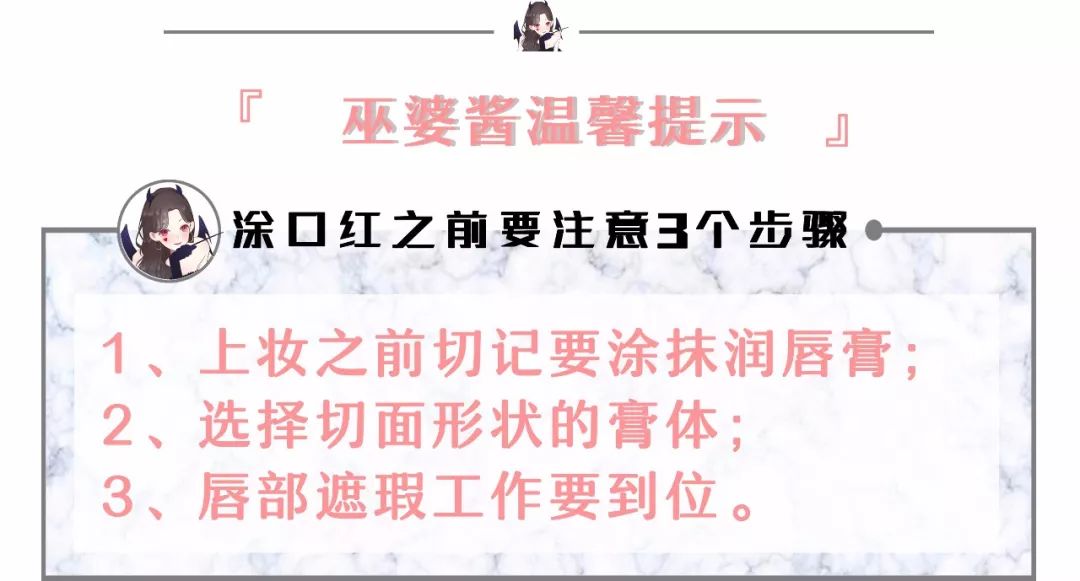 『 巫婆酱温馨提示 』
涂口红之前要注意3个步骤
1、上妆之前切记要涂抹润唇膏；
2、选择切面形状的膏体；
3、唇部遮瑕工作要到位。